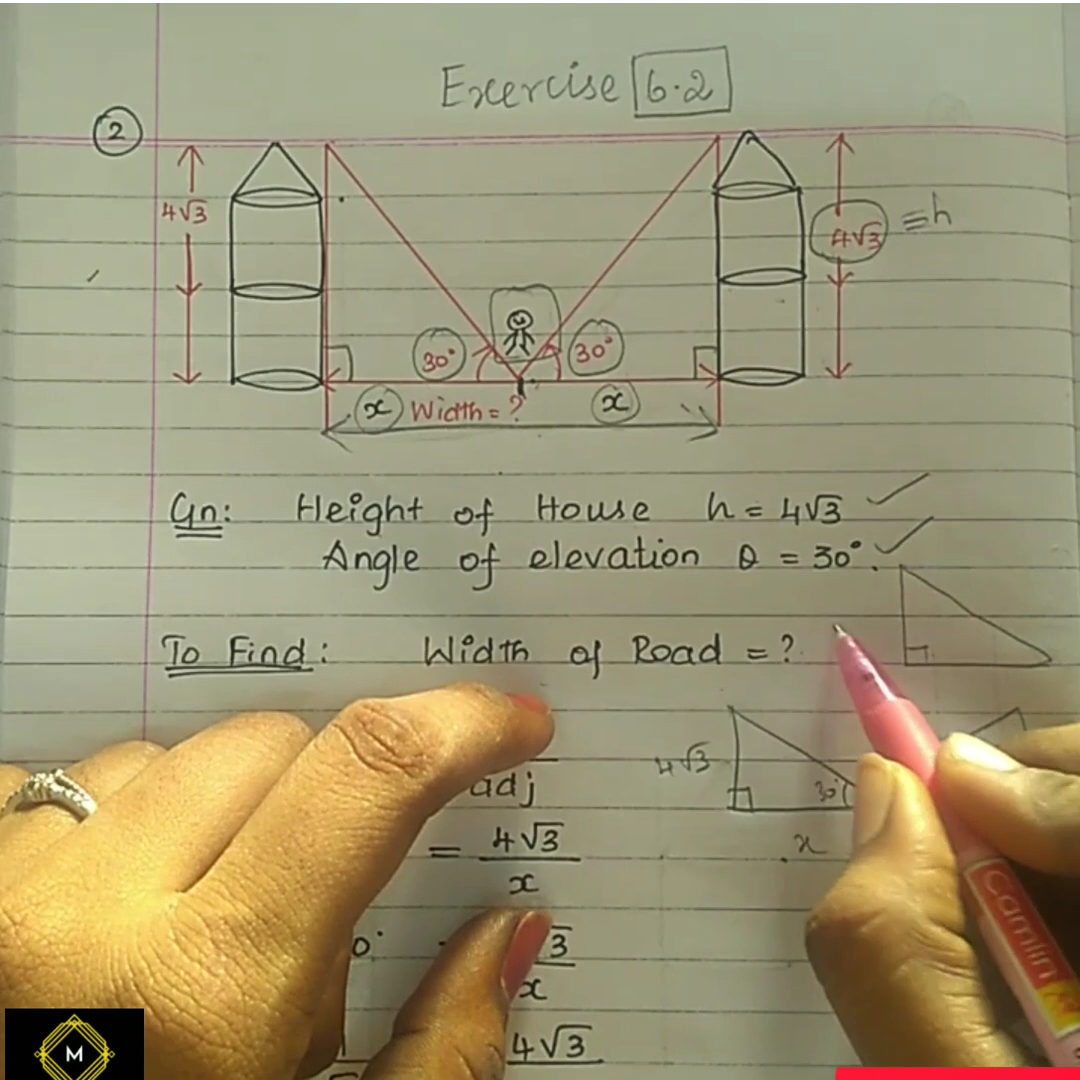 Exercise 6.2
2
4√3
4√3 = h
30° 30°
x Width = ? x
Gn: Height of House h = 4√3
Angle of elevation θ = 30°.
To Find: Width of Road = ?
4√3
30°
x
adj
= 4√3
x
x
4√3
Camlin
M